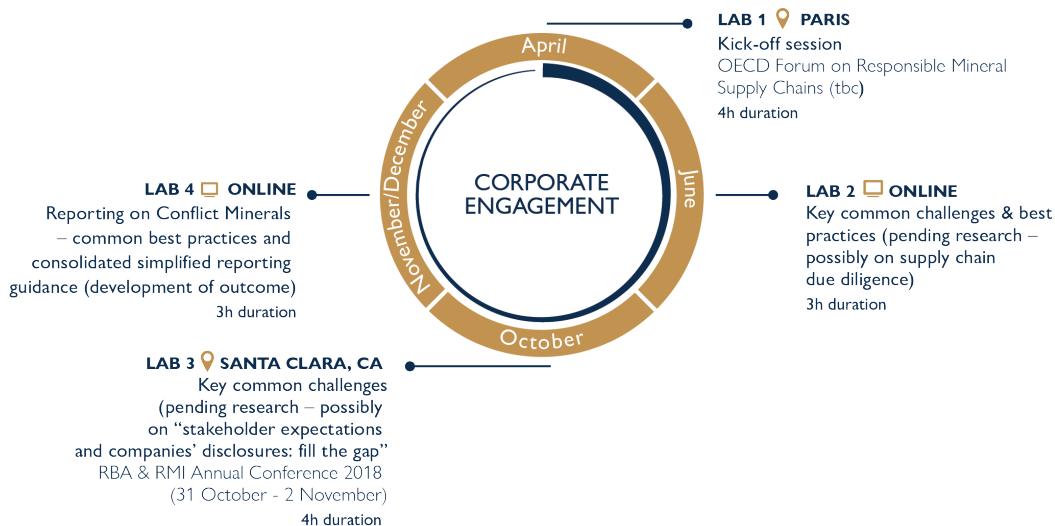 April
June
October
November/December
CORPORATE
ENGAGEMENT
LAB 1 PARIS
Kick-off session
OECD Forum on Responsible Mineral
Supply Chains (tbc)
4h duration
LAB 2 ONLINE
Key common challenges & best
practices (pending research –
possibly on supply chain
due diligence)
3h duration
LAB 3 SANTA CLARA, CA
Key common challenges
(pending research – possibly
on “stakeholder expectations
and companies’ disclosures: fill the gap”
RBA & RMI Annual Conference 2018
(31 October - 2 November)
4h duration
LAB 4 ONLINE
Reporting on Conflict Minerals
– common best practices and
consolidated simplified reporting
guidance (development of outcome)
3h duration